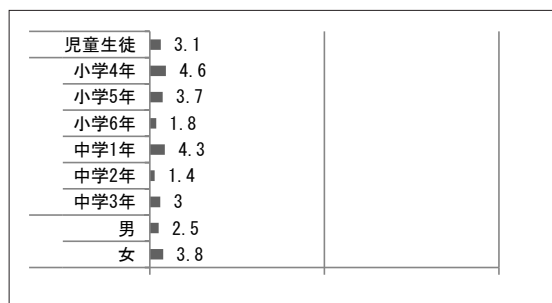 児童生徒 3.1
小学4年 4.6
小学5年 3.7
小学6年 1.8
中学1年 4.3
中学2年 1.4
中学3年 3
男 2.5
女 3.8